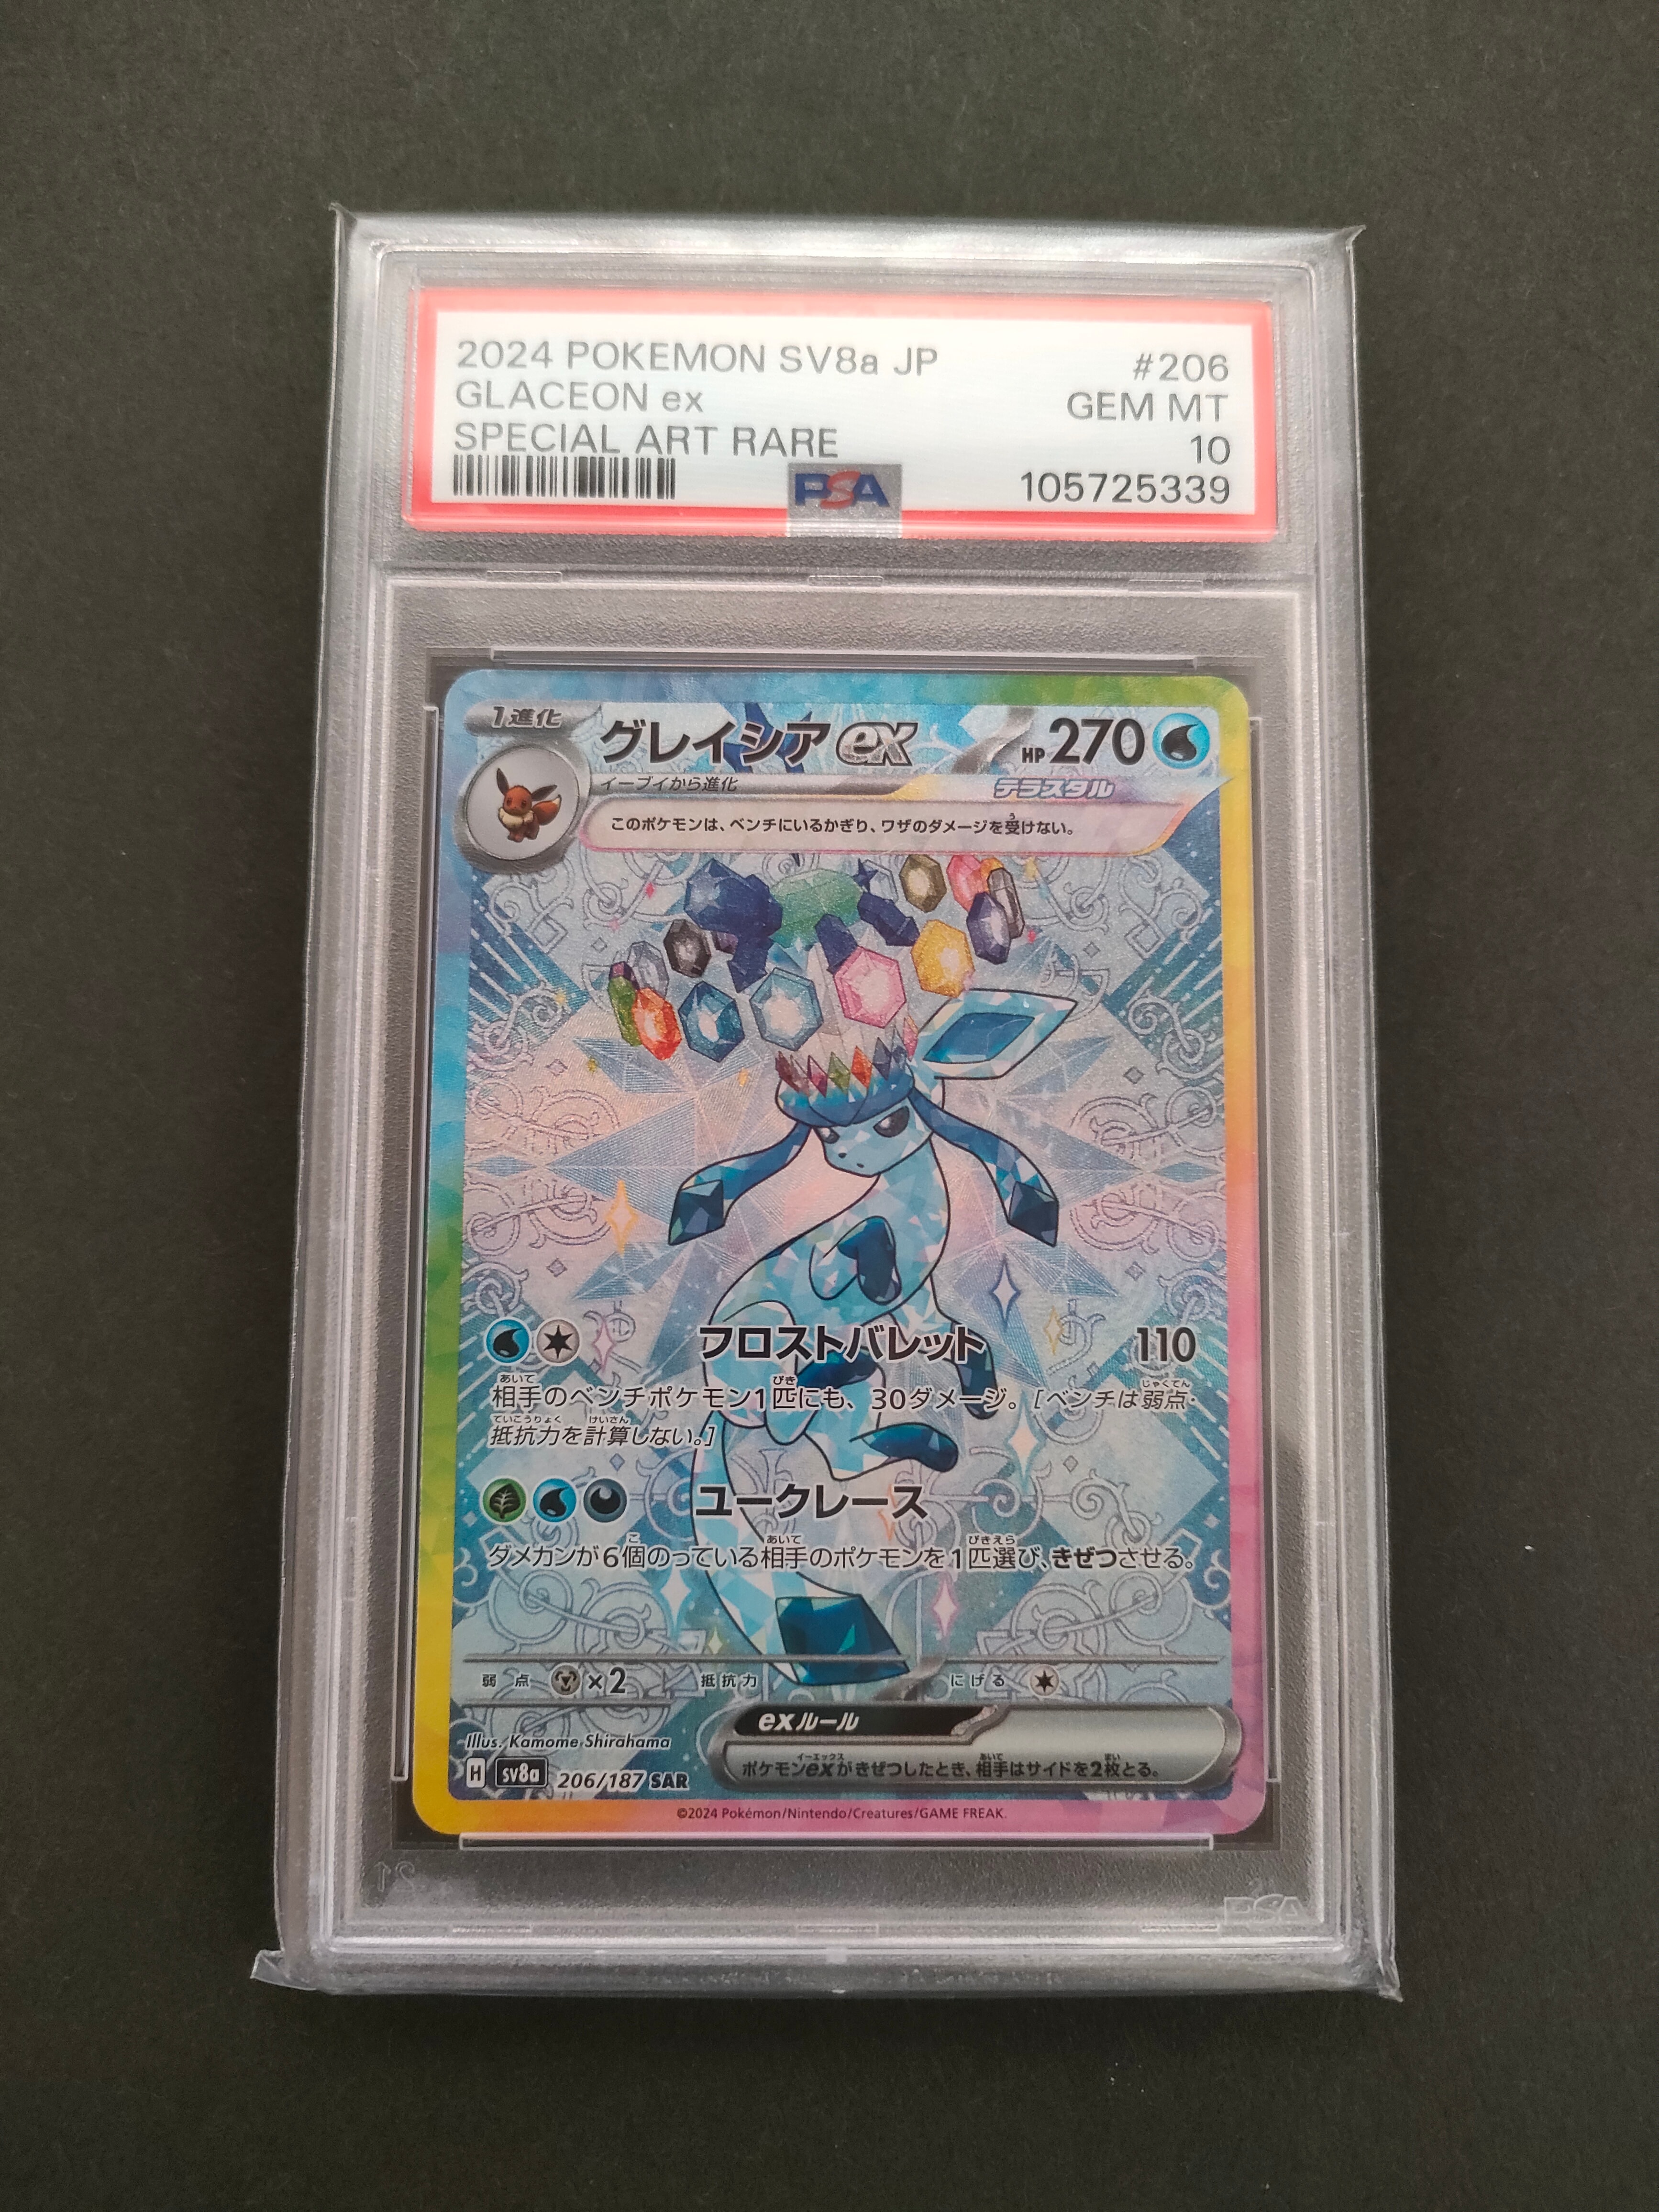 2024 POKEMON SV8a JP #206
GLACEON ex GEM MT
SPECIAL ART RARE 10
PSA 105725339
1進化 グレイシアex HP270
イーブイから進化 テラスタル
このポケモンは、ベンチにいるかぎり、ワザのダメージを受けない。
フロストバレット 110
相手のベンチポケモン1匹にも、30ダメージ。[ベンチは弱点・
抵抗力を計算しない。]
ユークレース
ダメカンが6個のっている相手のポケモンを1匹選び、きぜつさせる。
弱点 ×2 抵抗力 にげる
exルール
Illus. Kamome Shirahama
ポケモンexがきぜつしたとき、相手はサイドを2枚とる。
H sv8a 206/187 SAR
©2024 Pokémon/Nintendo/Creatures/GAME FREAK.
PSA